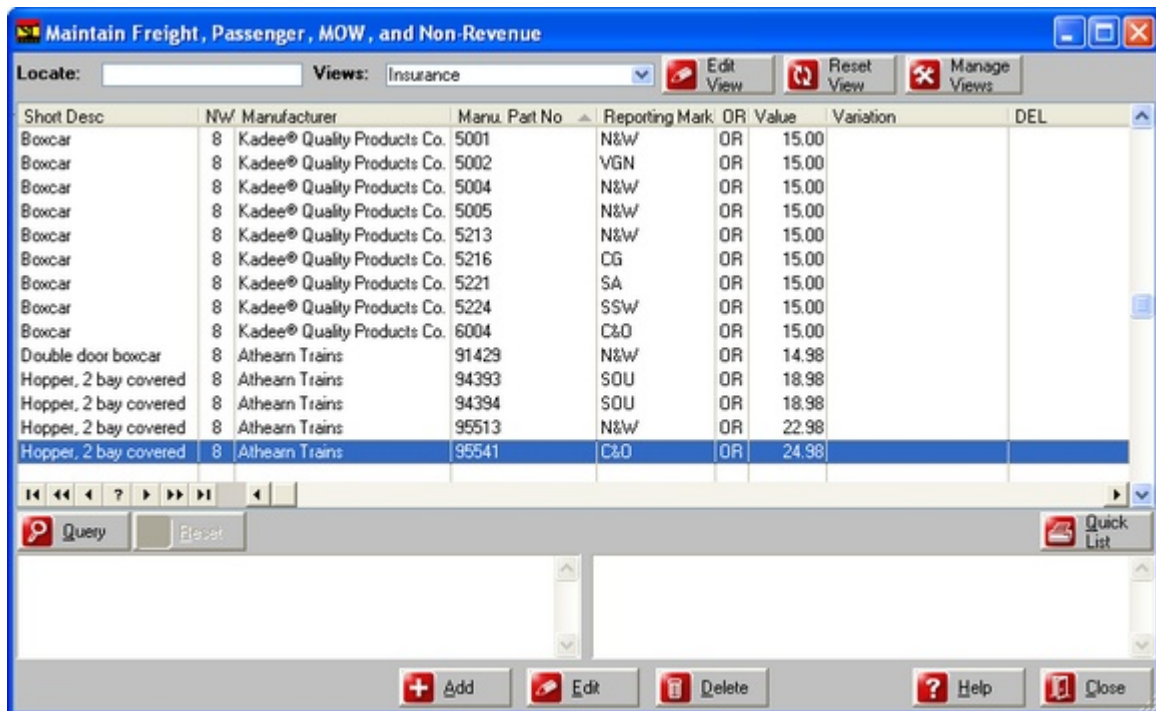 Maintain Freight, Passenger, MOW, and Non-Revenue
Locate: Views: Insurance Edit View Reset View Manage Views
Short Desc NW Manufacturer Manu. Part No Reporting Mark OR Value Variation DEL
Boxcar 8 Kadee® Quality Products Co. 5001 N&W OR 15.00
Boxcar 8 Kadee® Quality Products Co. 5002 VGN OR 15.00
Boxcar 8 Kadee® Quality Products Co. 5004 N&W OR 15.00
Boxcar 8 Kadee® Quality Products Co. 5005 N&W OR 15.00
Boxcar 8 Kadee® Quality Products Co. 5213 N&W OR 15.00
Boxcar 8 Kadee® Quality Products Co. 5216 CG OR 15.00
Boxcar 8 Kadee® Quality Products Co. 5221 SA OR 15.00
Boxcar 8 Kadee® Quality Products Co. 5224 SSW OR 15.00
Boxcar 8 Kadee® Quality Products Co. 6004 C&O OR 15.00
Double door boxcar 8 Athearn Trains 91429 N&W OR 14.98
Hopper, 2 bay covered 8 Athearn Trains 94393 SOU OR 18.98
Hopper, 2 bay covered 8 Athearn Trains 94394 SOU OR 18.98
Hopper, 2 bay covered 8 Athearn Trains 95513 N&W OR 22.98
Hopper, 2 bay covered 8 Athearn Trains 95541 C&O OR 24.98
?
Query Reset Quick List
Add Edit Delete Help Close